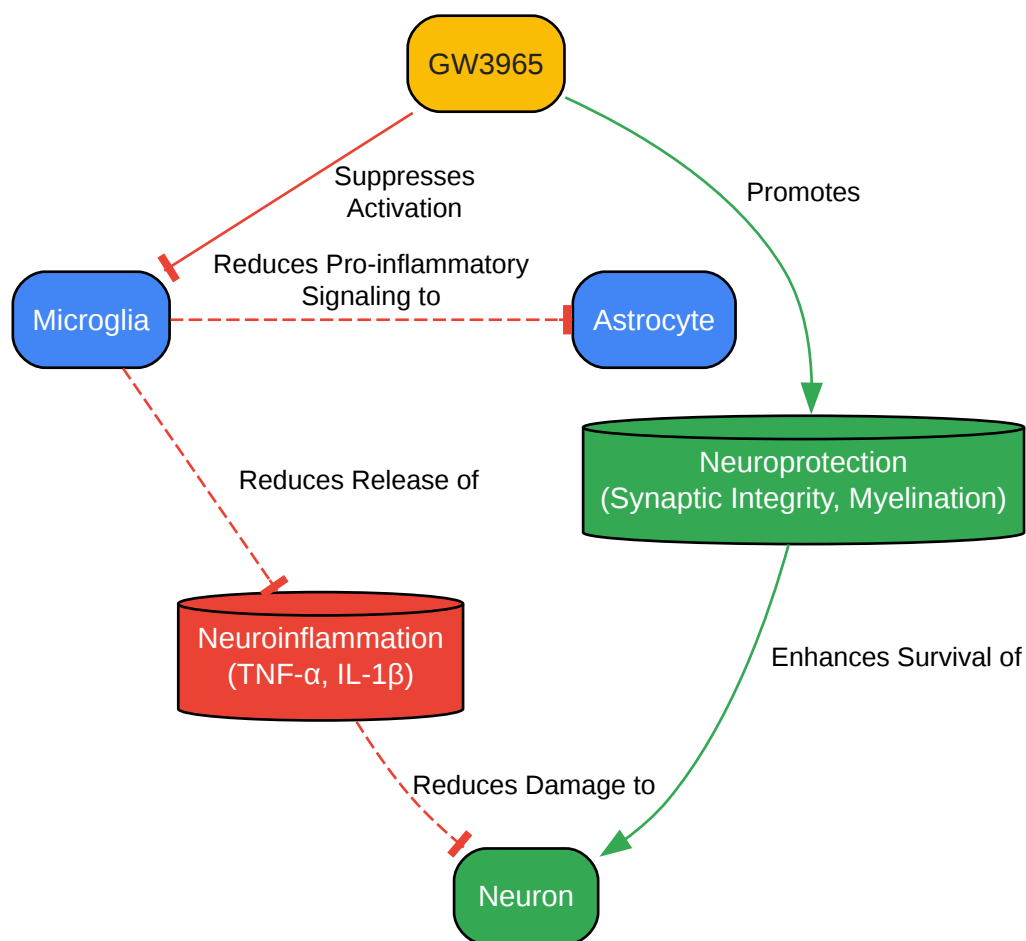 GW3965
Suppresses
Activation
Promotes
Reduces Pro-inflammatory
Signaling to
Microglia
Astrocyte
Neuroprotection
(Synaptic Integrity, Myelination)
Reduces Release of
Neuroinflammation
(TNF-α, IL-1β)
Enhances Survival of
Reduces Damage to
Neuron